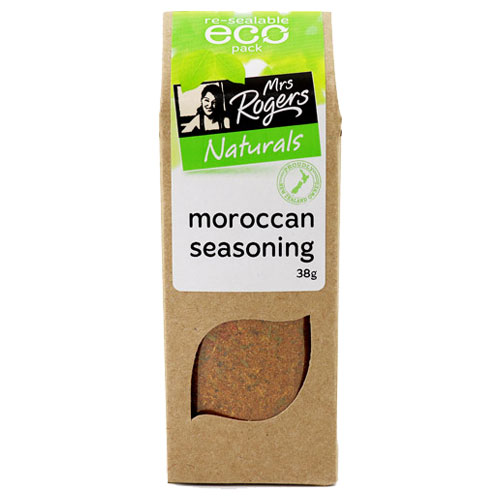 re-sealable
eco
pack
Mrs
Rogers
Naturals
moroccan
seasoning
38g